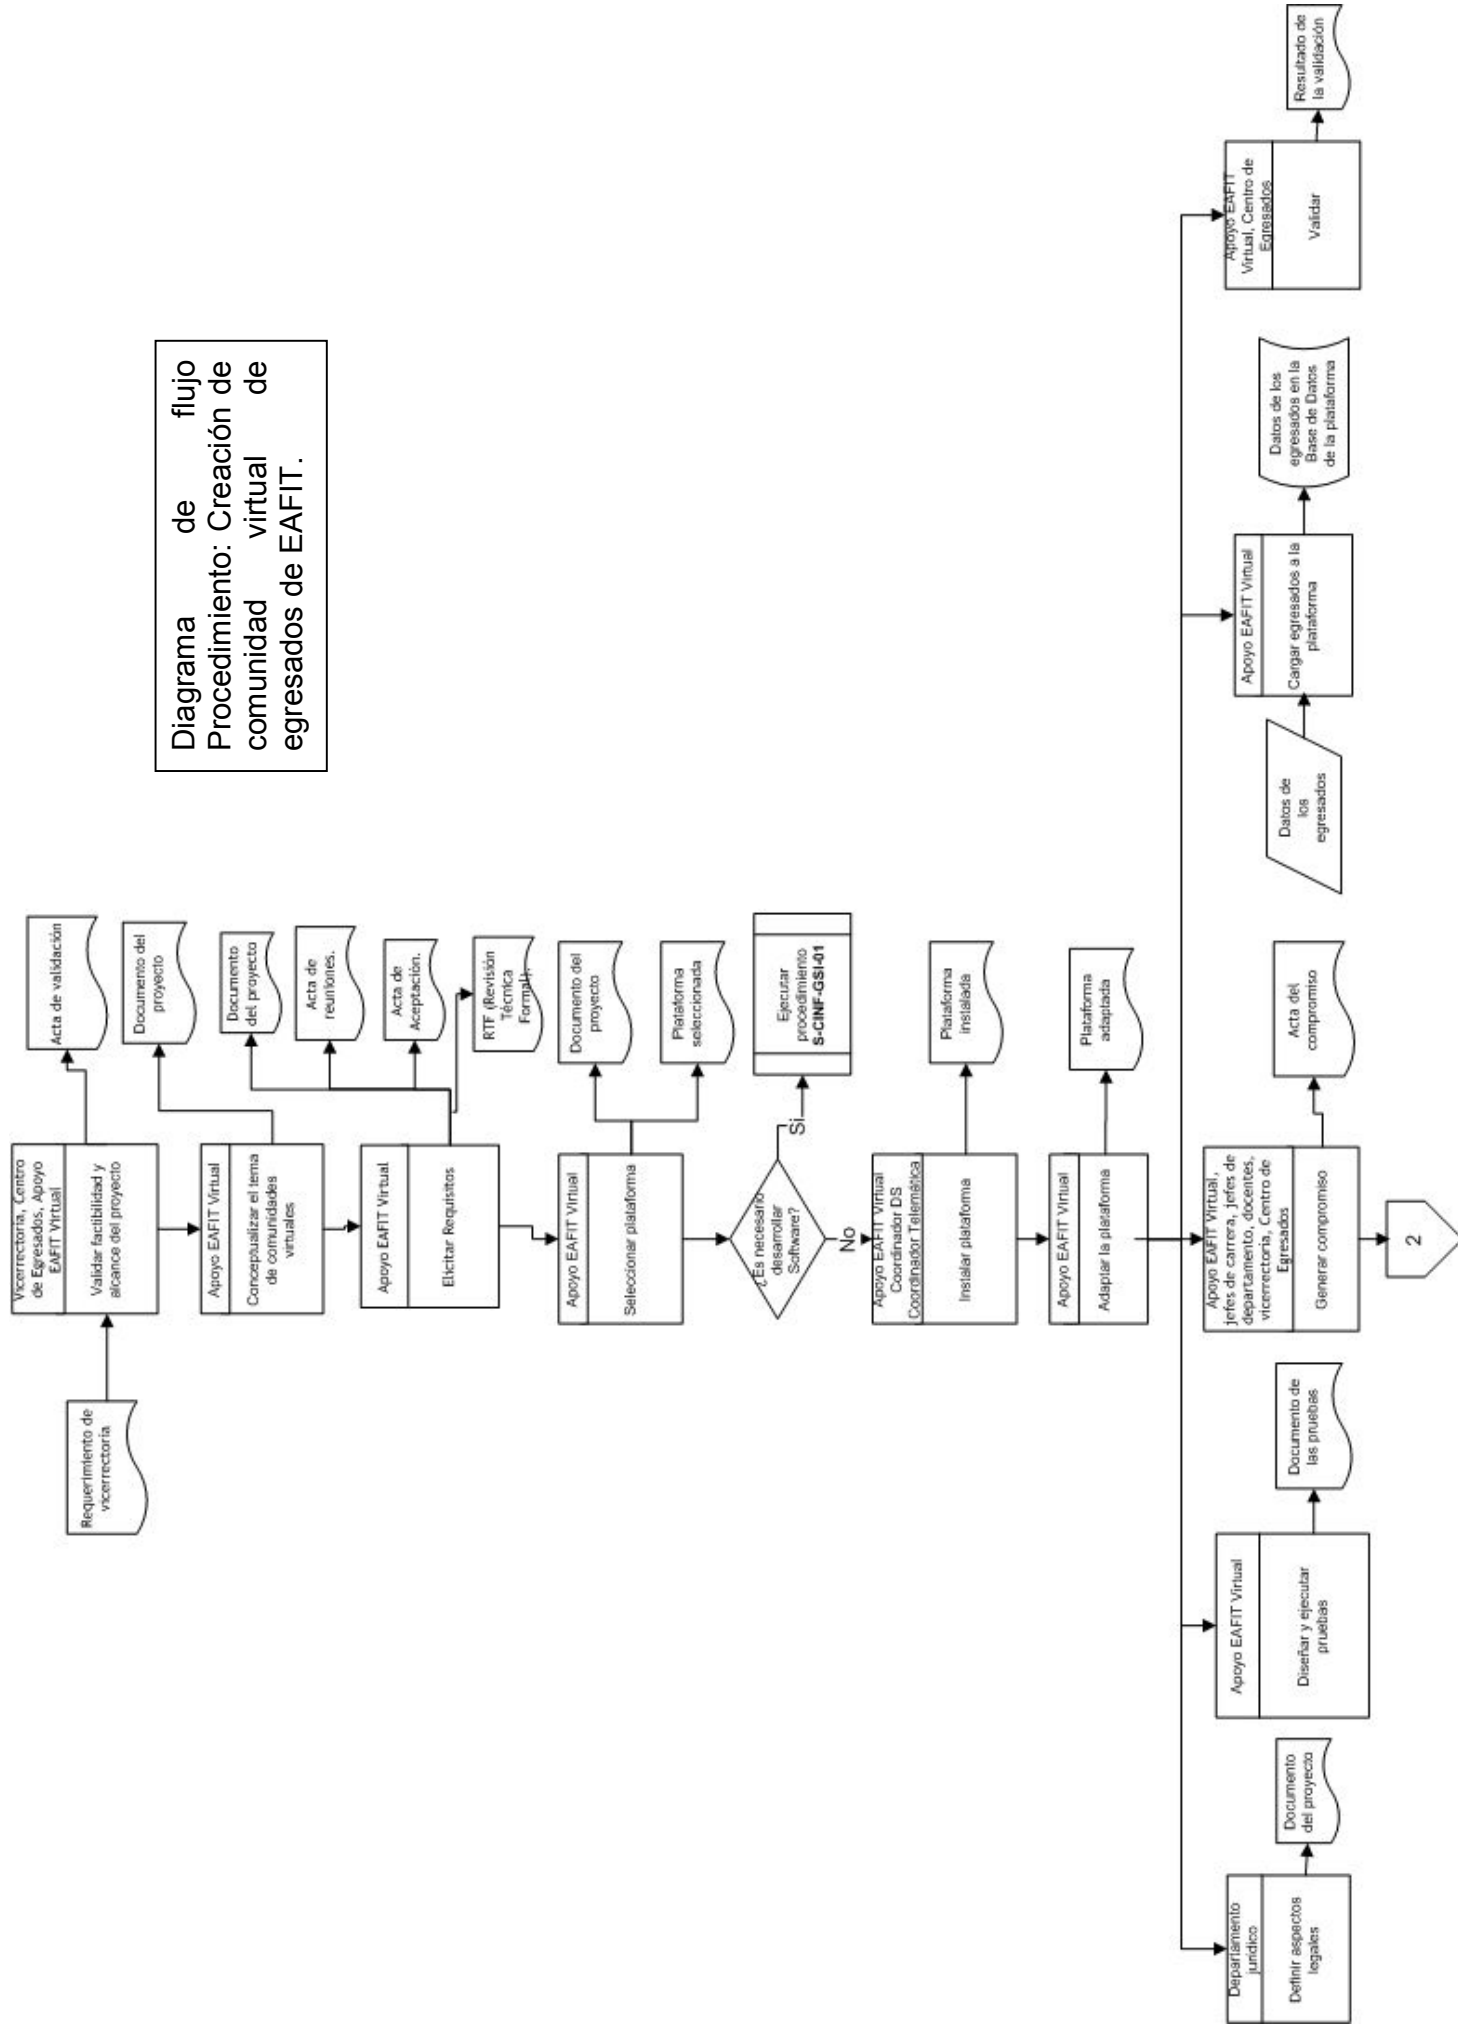 Diagrama de flujo
Procedimiento: Creación de
comunidad virtual de
egresados de EAFIT.
Requerimiento de
vicerrectoria
Vicerrectoría, Centro
de Egresados, Apoyo
EAFIT Virtual
Validar factibilidad y
alcance del proyecto
Acta de validación
Apoyo EAFIT Virtual
Conceptualizar el tema
de comunidades
virtuales
Documento del
proyecto
Apoyo EAFIT Virtual
Elicitar Requisitos
Documento
del proyecto
Acta de
reuniones.
Acta de
Aceptación.
RTF (Revisión
Técnica
Formal).
Apoyo EAFIT Virtual
Seleccionar plataforma
Documento del
proyecto
Plataforma
seleccionada
¿Es necesario
desarrollar
Software?
Si
Ejecutar
procedimiento
S-CINF-GSI-01
No
Apoyo EAFIT Virtual
Coordinador DS
Coordinador Telemática
Instalar plataforma
Plataforma
instalada
Apoyo EAFIT Virtual
Adaptar la plataforma
Plataforma
adaptada
Departamento
jurídico
Definir aspectos
legales
Documento
del proyecto
Apoyo EAFIT Virtual
Diseñar y ejecutar
pruebas
Documento de
las pruebas
Apoyo EAFIT Virtual,
jefes de carrera, jefes de
departamento, docentes,
vicerrectoria, Centro de
Egresados
Generar compromiso
Acta del
compromiso
2
Datos de
los
egresados
Apoyo EAFIT Virtual
Cargar egresados a la
plataforma
Datos de los
egresados en la
Base de Datos
de la plataforma
Apoyo EAFIT
Virtual, Centro de
Egresados
Validar
Resultado de
la validación